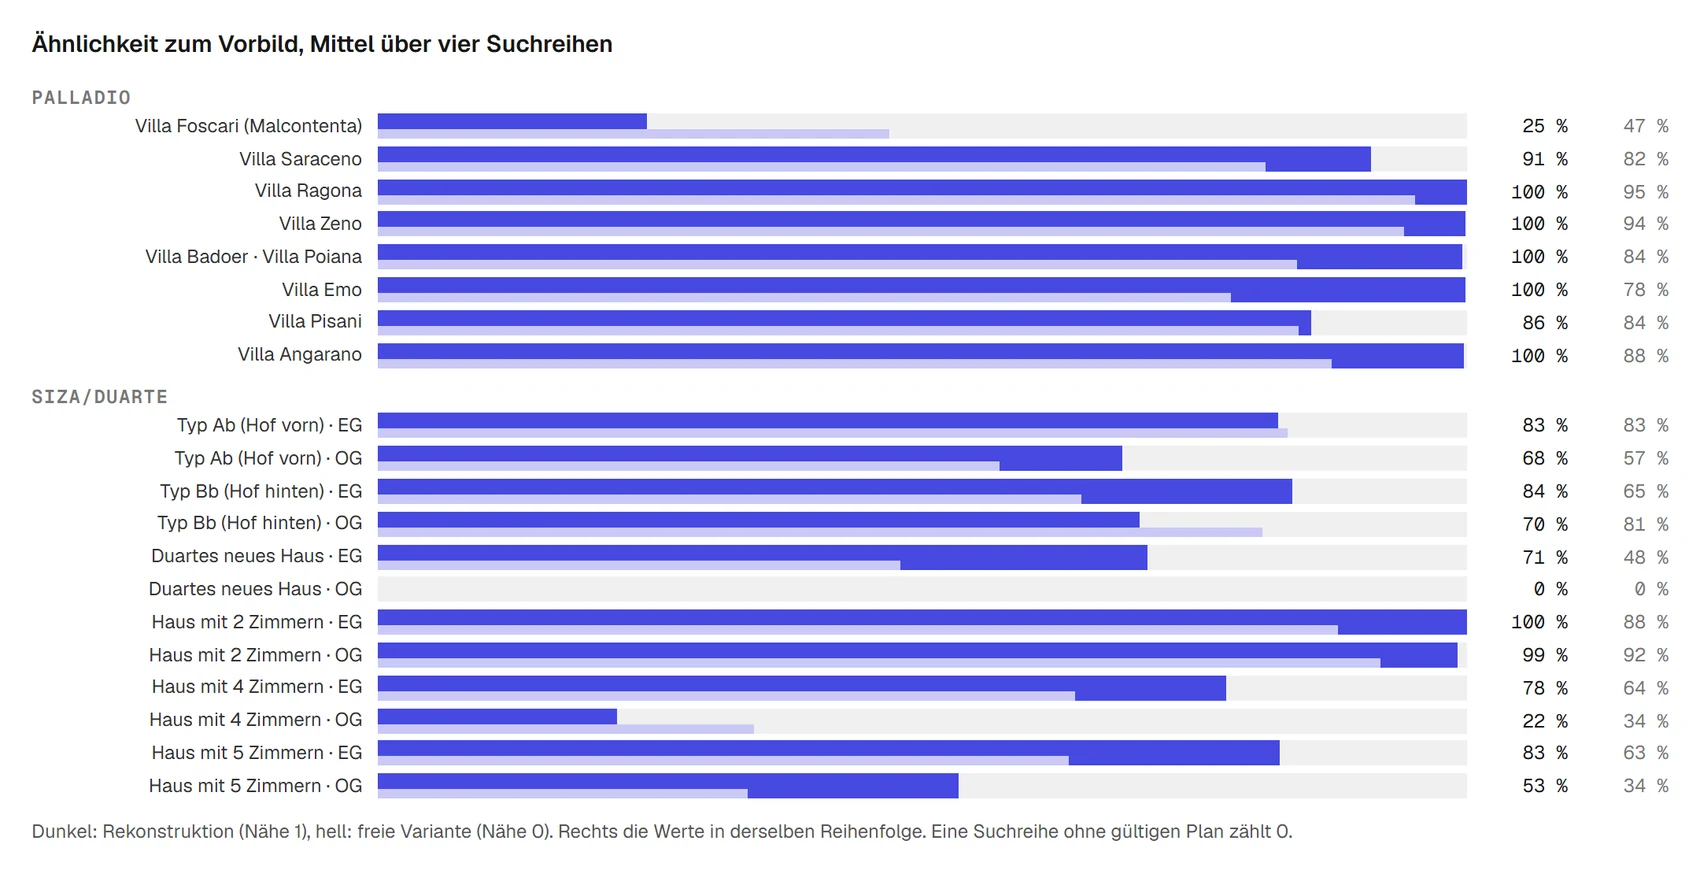 Ähnlichkeit zum Vorbild, Mittel über vier Suchreihen
PALLADIO
Villa Foscari (Malcontenta) 25 % 47 %
Villa Saraceno 91 % 82 %
Villa Ragona 100 % 95 %
Villa Zeno 100 % 94 %
Villa Badoer · Villa Poiana 100 % 84 %
Villa Emo 100 % 78 %
Villa Pisani 86 % 84 %
Villa Angarano 100 % 88 %
SIZA/DUARTE
Typ Ab (Hof vorn) · EG 83 % 83 %
Typ Ab (Hof vorn) · OG 68 % 57 %
Typ Bb (Hof hinten) · EG 84 % 65 %
Typ Bb (Hof hinten) · OG 70 % 81 %
Duartes neues Haus · EG 71 % 48 %
Duartes neues Haus · OG 0 % 0 %
Haus mit 2 Zimmern · EG 100 % 88 %
Haus mit 2 Zimmern · OG 99 % 92 %
Haus mit 4 Zimmern · EG 78 % 64 %
Haus mit 4 Zimmern · OG 22 % 34 %
Haus mit 5 Zimmern · EG 83 % 63 %
Haus mit 5 Zimmern · OG 53 % 34 %
Dunkel: Rekonstruktion (Nähe 1), hell: freie Variante (Nähe 0). Rechts die Werte in derselben Reihenfolge. Eine Suchreihe ohne gültigen Plan zählt 0.